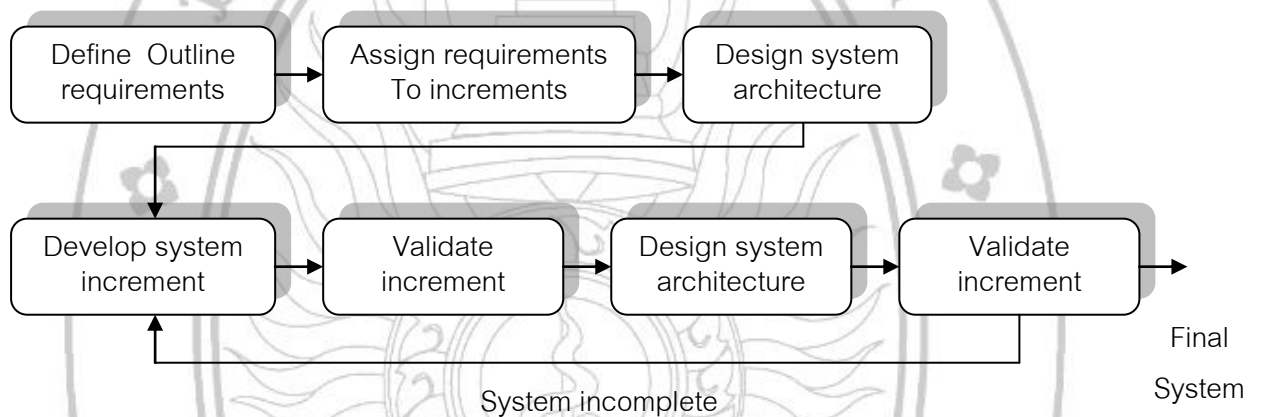 Define Outline
requirements
Assign requirements
To increments
Design system
architecture
Develop system
increment
Validate
increment
Design system
architecture
Validate
increment
Final
System
System incomplete